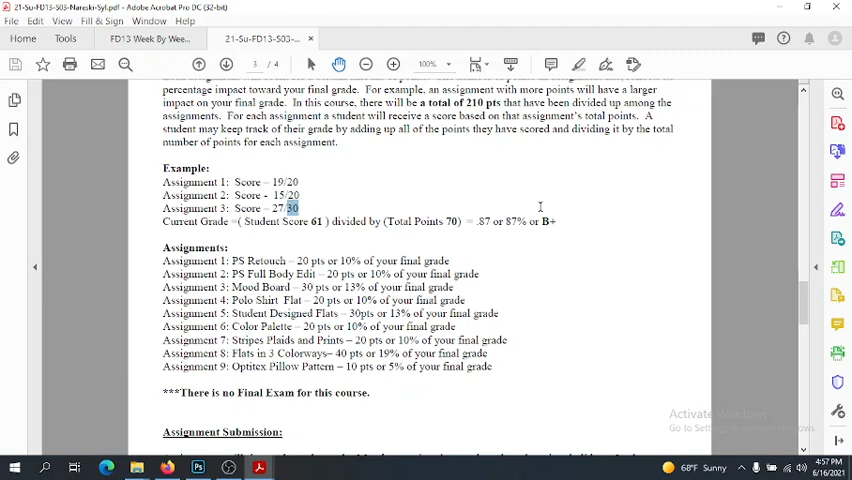 21-Su-FD13-S03-Nareski-Syl.pdf - Adobe Acrobat Pro DC (32-bit)
File Edit View Sign Window Help
Home Tools FD13 Week By Wee... 21-Su-FD13-S03-... ×
3 / 4 100%
percentage impact toward your final grade. For example, an assignment with more points will have a larger
impact on your final grade. In this course, there will be a total of 210 pts that have been divided up among the
assignments. For each assignment a student will receive a score based on that assignment's total points. A
student may keep track of their grade by adding up all of the points they have scored and dividing it by the total
number of points for each assignment.
Example:
Assignment 1: Score – 19/20
Assignment 2: Score - 15/20
Assignment 3: Score – 27/30
Current Grade =( Student Score 61 ) divided by (Total Points 70) = .87 or 87% or B+
Assignments:
Assignment 1: PS Retouch – 20 pts or 10% of your final grade
Assignment 2: PS Full Body Edit – 20 pts or 10% of your final grade
Assignment 3: Mood Board – 30 pts or 13% of your final grade
Assignment 4: Polo Shirt Flat – 20 pts or 10% of your final grade
Assignment 5: Student Designed Flats – 30pts or 13% of your final grade
Assignment 6: Color Palette – 20 pts or 10% of your final grade
Assignment 7: Stripes Plaids and Prints – 20 pts or 10% of your final grade
Assignment 8: Flats in 3 Colorways– 40 pts or 19% of your final grade
Assignment 9: Optitex Pillow Pattern – 10 pts or 5% of your final grade
***There is no Final Exam for this course.
Activate Windows
Go to Settings to activate Windows.
Assignment Submission:
Ps
68°F Sunny
4:57 PM
6/16/2021